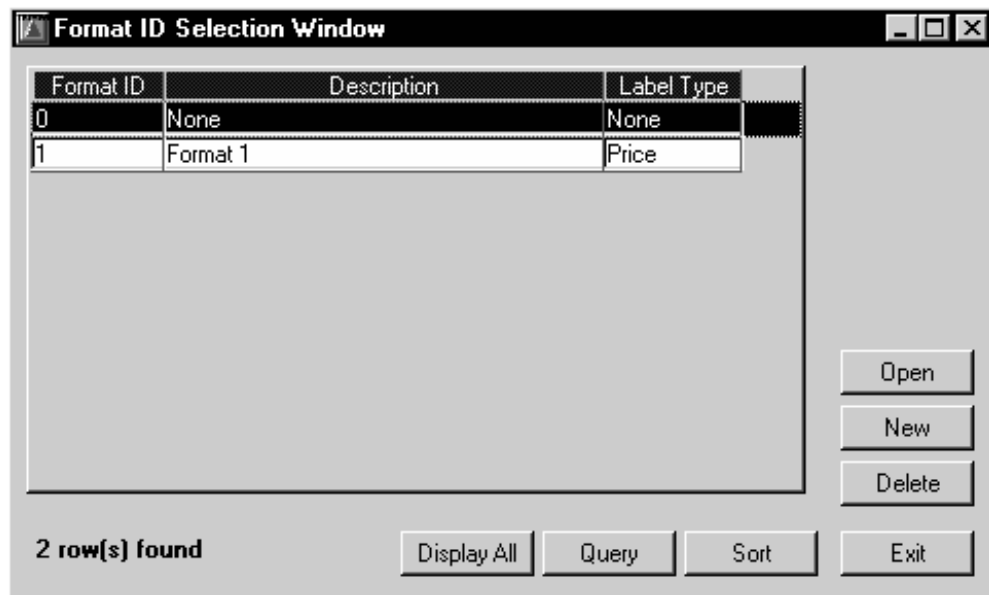 Format ID Selection Window
Format ID Description Label Type
0 None None
1 Format 1 Price
Open
New
Delete
2 row(s) found Display All Query Sort Exit